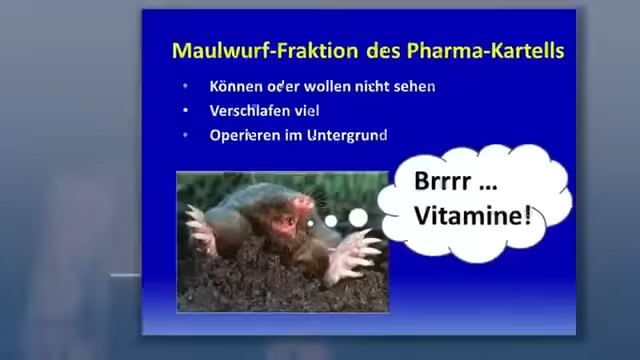 Maulwurf-Fraktion des Pharma-Kartells
• Können oder wollen nicht sehen
• Verschlafen viel
• Operieren im Untergrund
Brrrr ...
Vitamine!